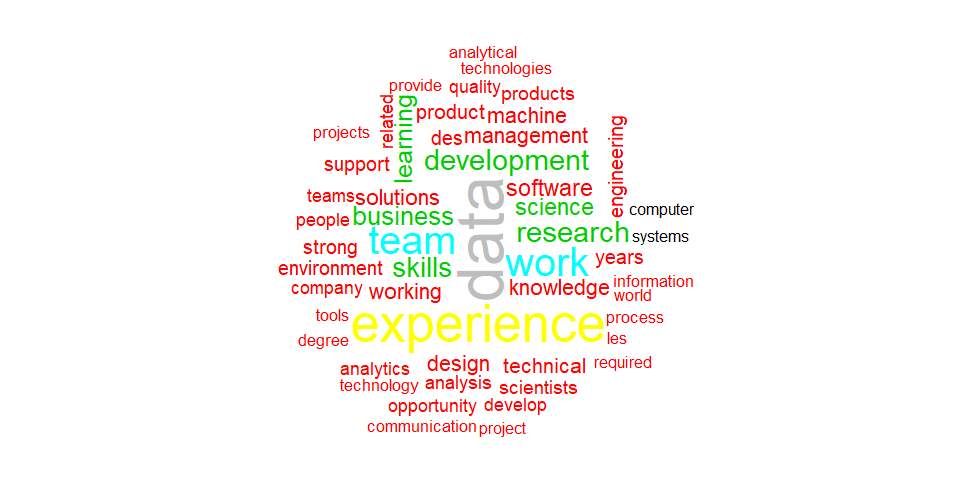 analytical
technologies
provide
quality
products
related
learning
product
machine
projects
des
management
engineering
support
development
software
teams
solutions
data
science
computer
people
business
research
systems
strong
team
work
years
environment
skills
information
company
working
knowledge
world
tools
experience
process
degree
les
analytics
design
technical
required
technology
analysis
scientists
opportunity
develop
communication
project